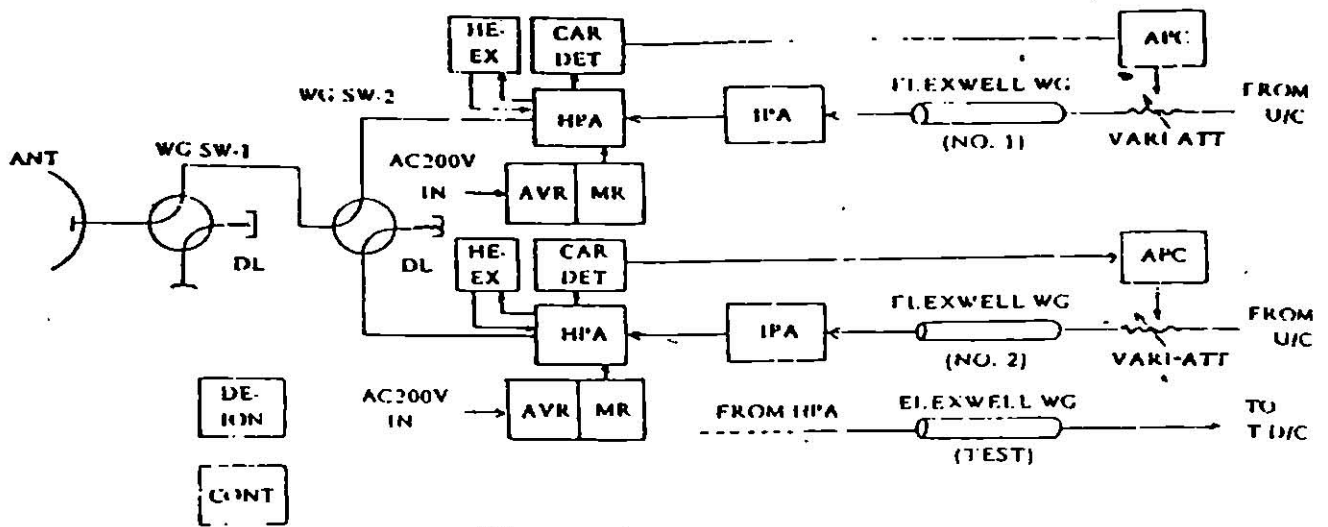 HE-
EX
CAR
DET
APC
WG SW-2
FLEXWELL WG
FROM
U/C
HPA
IPA
(NO. 1)
VARI-ATT
ANT
WG SW-1
AC200V
IN
AVR
MR
DL
DL
HE-
EX
CAR
DET
APC
FLEXWELL WG
FROM
U/C
HPA
IPA
(NO. 2)
VARI-ATT
DE-
ION
AC200V
IN
AVR
MR
FROM HPA
FLEXWELL WG
TO
T D/C
(TEST)
CONT